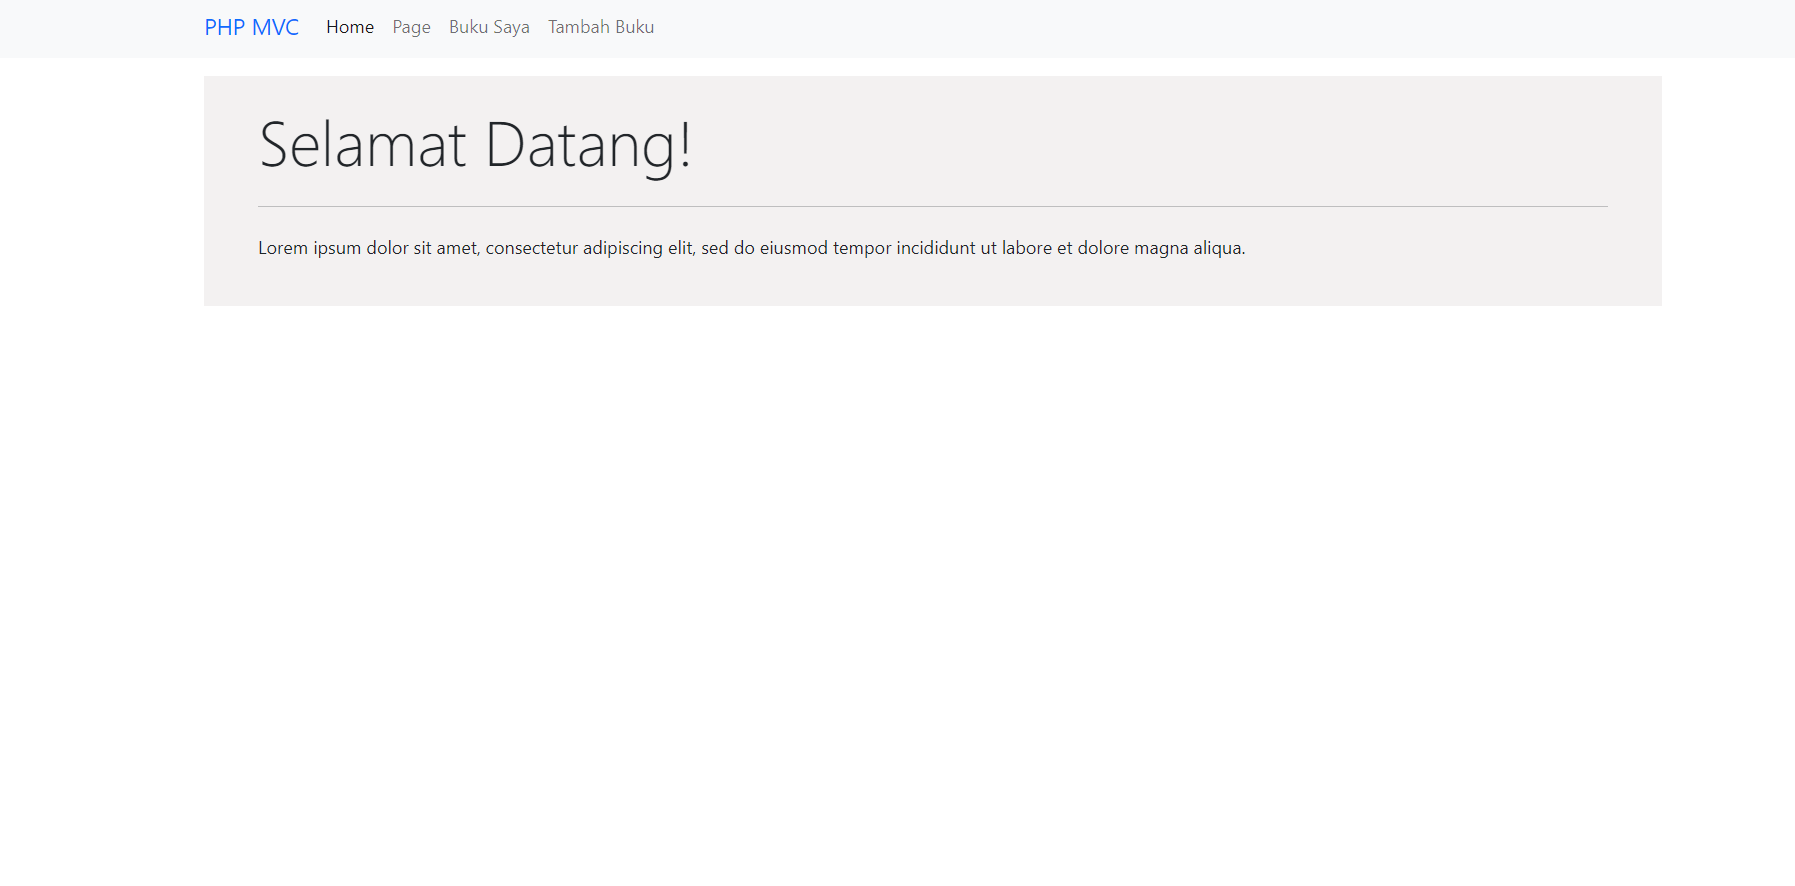 PHP MVC Home Page Buku Saya Tambah Buku
Selamat Datang!
Lorem ipsum dolor sit amet, consectetur adipiscing elit, sed do eiusmod tempor incididunt ut labore et dolore magna aliqua.